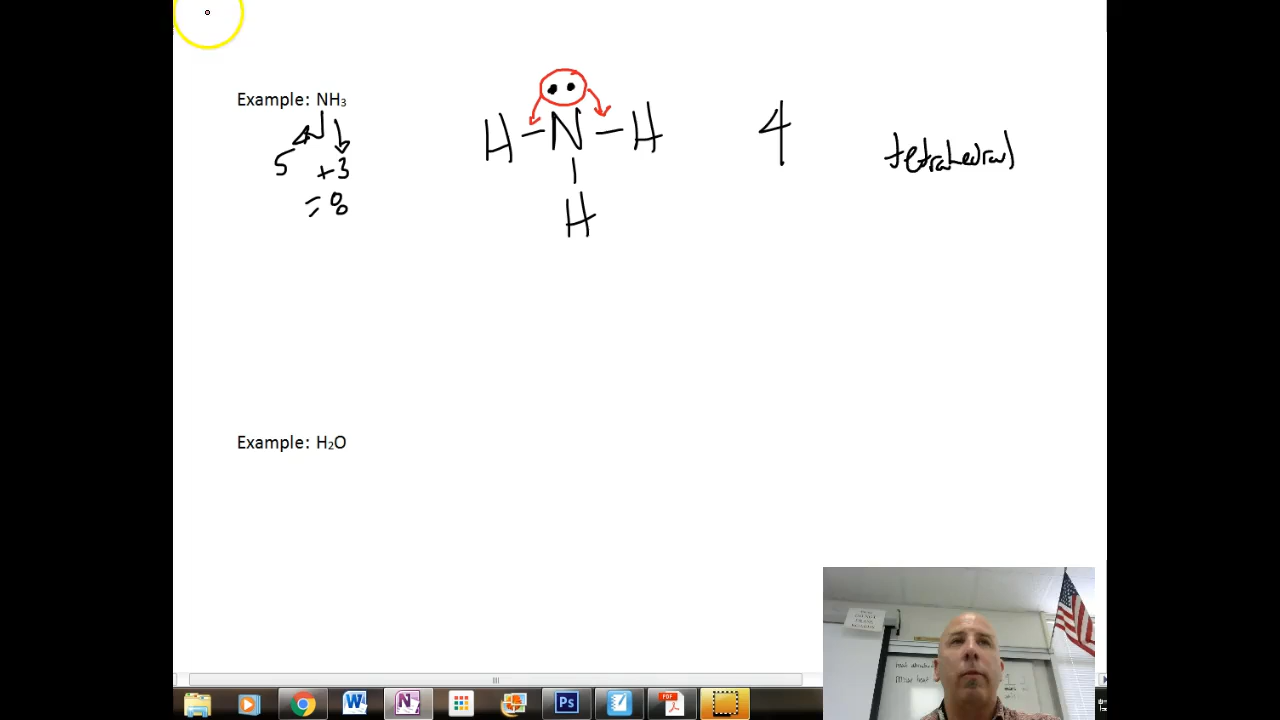 Example: NH₃
5 +3
= 8
H–N–H
H
4
tetrahedral
Example: H₂O